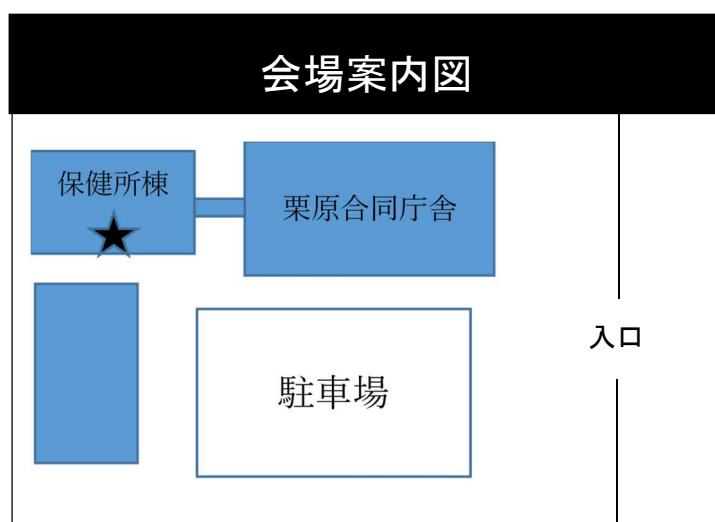 会場案内図
保健所棟
栗原合同庁舎
入口
駐車場